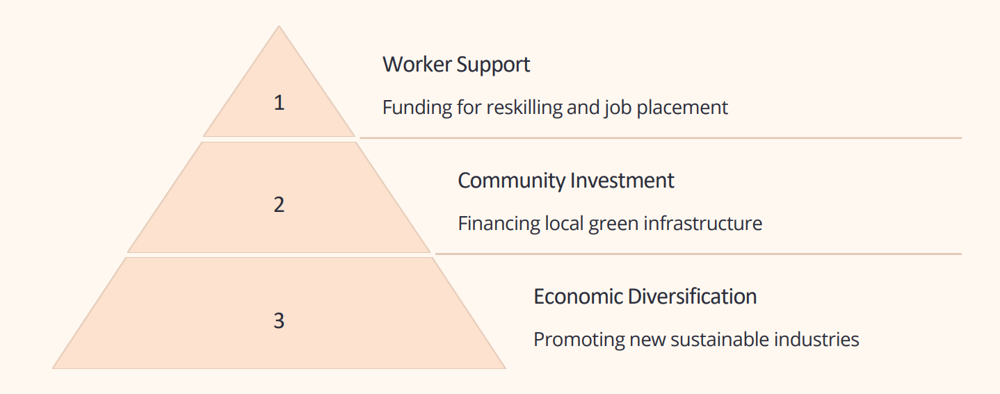 1
Worker Support
Funding for reskilling and job placement
2
Community Investment
Financing local green infrastructure
3
Economic Diversification
Promoting new sustainable industries